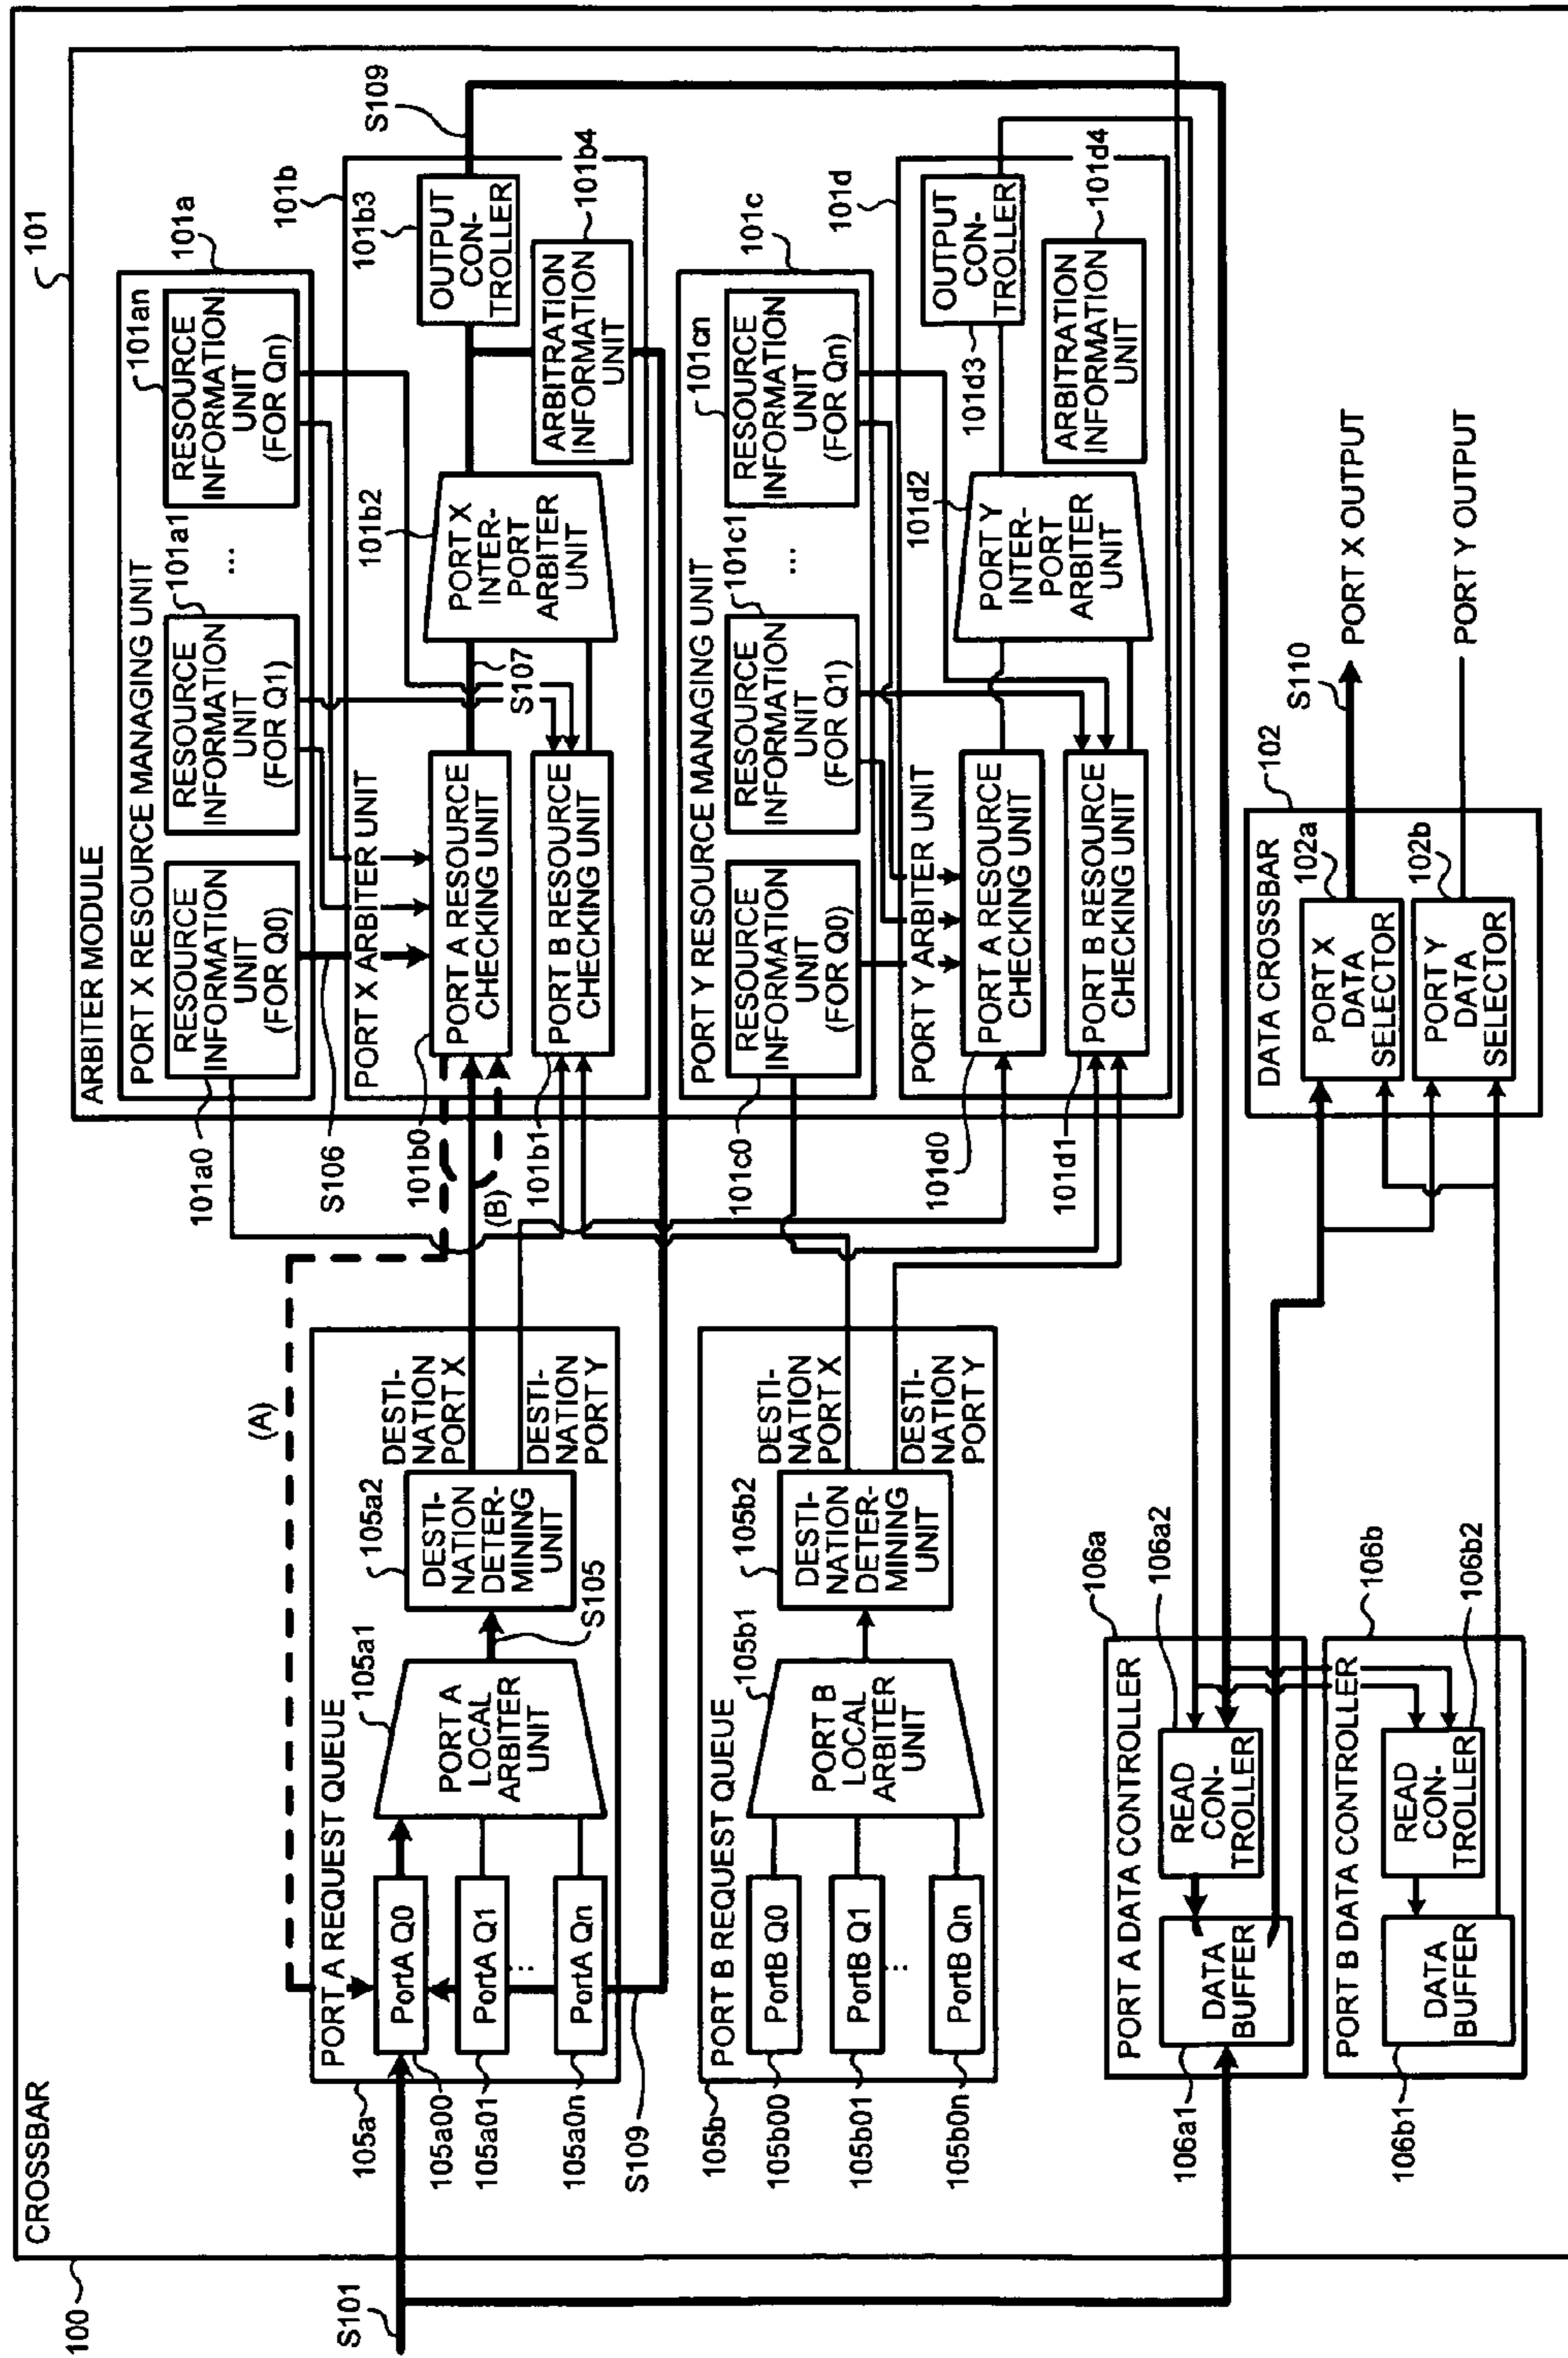 CROSSBAR
100
S101
ARBITER MODULE
101
PORT X RESOURCE MANAGING UNIT
101a
RESOURCE
INFORMATION
UNIT
(FOR Q0)
101a0
RESOURCE
INFORMATION
UNIT
(FOR Q1)
101a1
...
RESOURCE
INFORMATION
UNIT
(FOR Qn)
101an
S106
PORT X ARBITER UNIT
101b
PORT A RESOURCE
CHECKING UNIT
101b0
PORT B RESOURCE
CHECKING UNIT
101b1
S107
PORT X
INTER-
PORT
ARBITER
UNIT
101b2
OUTPUT
CON-
TROLLER
101b3
ARBITRATION
INFORMATION
UNIT
101b4
S109
PORT Y RESOURCE MANAGING UNIT
101c
RESOURCE
INFORMATION
UNIT
(FOR Q0)
101c0
RESOURCE
INFORMATION
UNIT
(FOR Q1)
101c1
...
RESOURCE
INFORMATION
UNIT
(FOR Qn)
101cn
PORT Y ARBITER UNIT
101d
PORT A RESOURCE
CHECKING UNIT
101d0
PORT B RESOURCE
CHECKING UNIT
101d1
PORT Y
INTER-
PORT
ARBITER
UNIT
101d2
OUTPUT
CON-
TROLLER
101d3
ARBITRATION
INFORMATION
UNIT
101d4
(A)
(B)
PORT A REQUEST QUEUE
105a
PortA Q0
105a00
PortA Q1
105a01
...
PortA Qn
105a0n
S109
PORT A
LOCAL
ARBITER
UNIT
105a1
S105
DESTI-
NATION
DETER-
MINING
UNIT
105a2
DESTI-
NATION
PORT X
DESTI-
NATION
PORT Y
PORT B REQUEST QUEUE
105b
PortB Q0
105b00
PortB Q1
105b01
...
PortB Qn
105b0n
PORT B
LOCAL
ARBITER
UNIT
105b1
DESTI-
NATION
DETER-
MINING
UNIT
105b2
DESTI-
NATION
PORT X
DESTI-
NATION
PORT Y
PORT A DATA CONTROLLER
106a
DATA
BUFFER
106a1
READ
CON-
TROLLER
106a2
PORT B DATA CONTROLLER
106b
DATA
BUFFER
106b1
READ
CON-
TROLLER
106b2
DATA CROSSBAR
102
PORT X
DATA
SELECTOR
102a
PORT Y
DATA
SELECTOR
102b
S110
PORT X OUTPUT
PORT Y OUTPUT